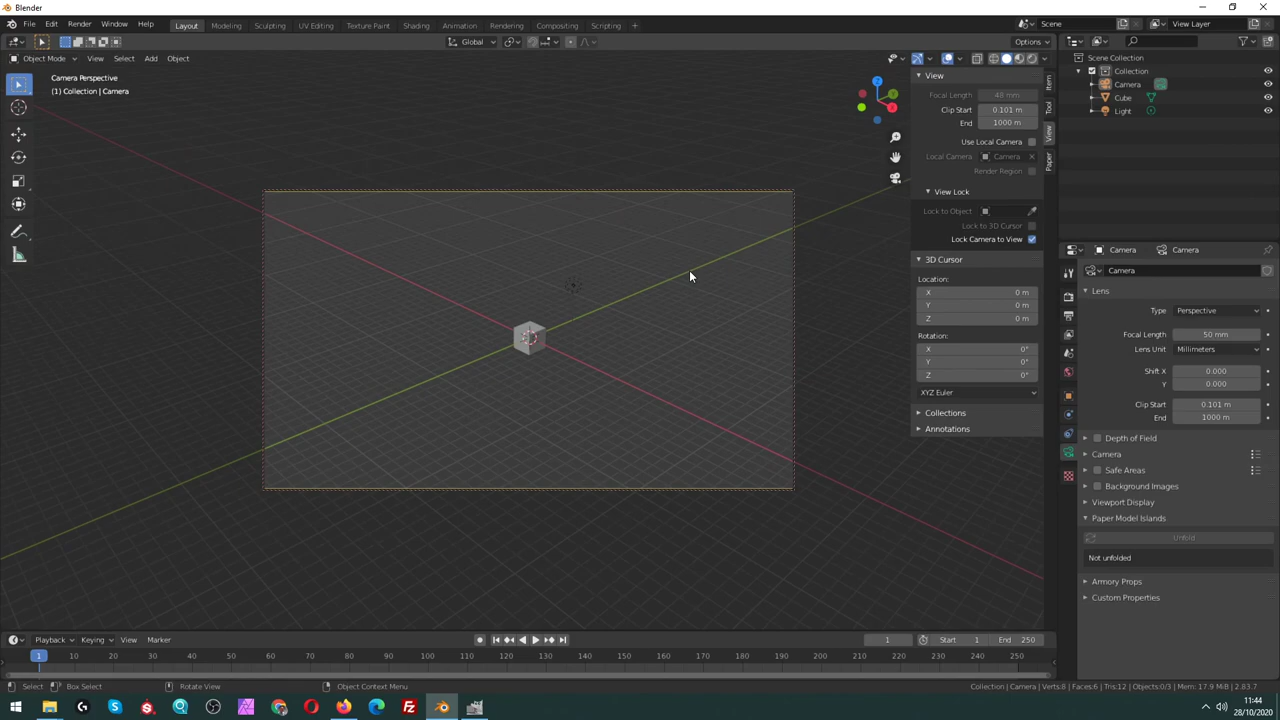 Blender
File Edit Render Window Help Layout Modeling Sculpting UV Editing Texture Paint Shading Animation Rendering Compositing Scripting + Scene View Layer
Global Options
Object Mode View Select Add Object
Camera Perspective
(1) Collection | Camera
View
Focal Length 48 mm
Clip Start 0.101 m
End 1000 m
Use Local Camera
Local Camera Camera
Render Region
View Lock
Lock to Object
Lock to 3D Cursor
Lock Camera to View
3D Cursor
Location:
X 0 m
Y 0 m
Z 0 m
Rotation:
X 0°
Y 0°
Z 0°
XYZ Euler
Collections
Annotations
Item
Tool
View
Paper
Scene Collection
Collection
Camera
Cube
Light
Camera Camera
Camera
Lens
Type Perspective
Focal Length 50 mm
Lens Unit Millimeters
Shift X 0.000
Y 0.000
Clip Start 0.101 m
End 1000 m
Depth of Field
Camera
Safe Areas
Background Images
Viewport Display
Paper Model Islands
Unfold
Not unfolded
Armory Props
Custom Properties
Playback Keying View Marker 1 Start 1 End 250
1 10 20 30 40 50 60 70 80 90 100 110 120 130 140 150 160 170 180 190 200 210 220 230 240 250
Select Box Select Rotate View Object Context Menu Collection | Camera | Verts:8 | Faces:6 | Tris:12 | Objects:0/3 | Mem: 17.9 MiB | 2.83.7
11:44
28/10/2020